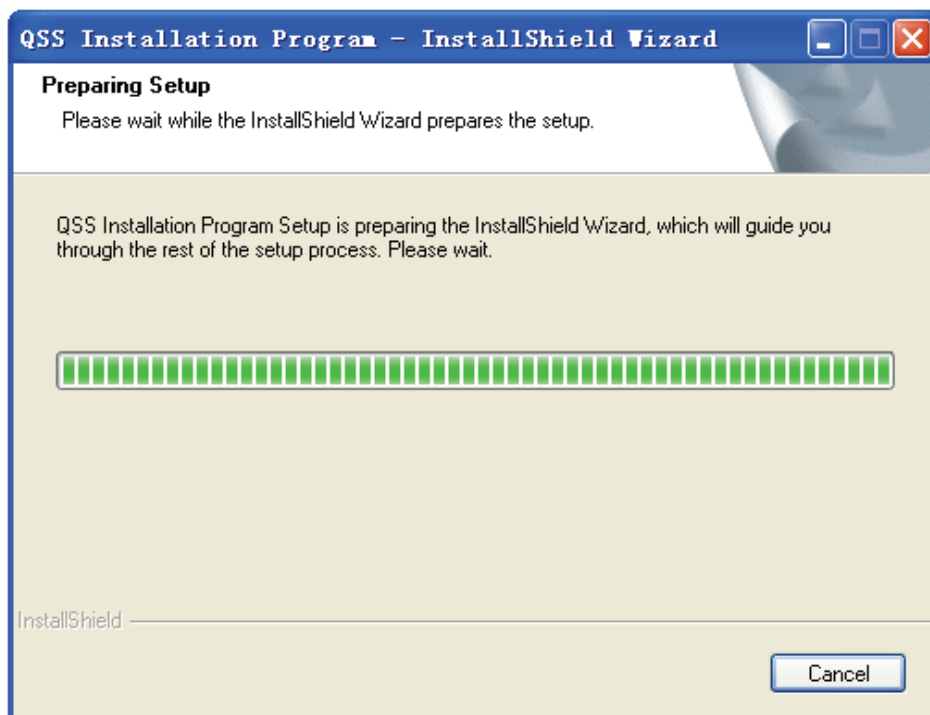 QSS Installation Program - InstallShield Wizard
Preparing Setup
Please wait while the InstallShield Wizard prepares the setup.
QSS Installation Program Setup is preparing the InstallShield Wizard, which will guide you
through the rest of the setup process. Please wait.
InstallShield
Cancel